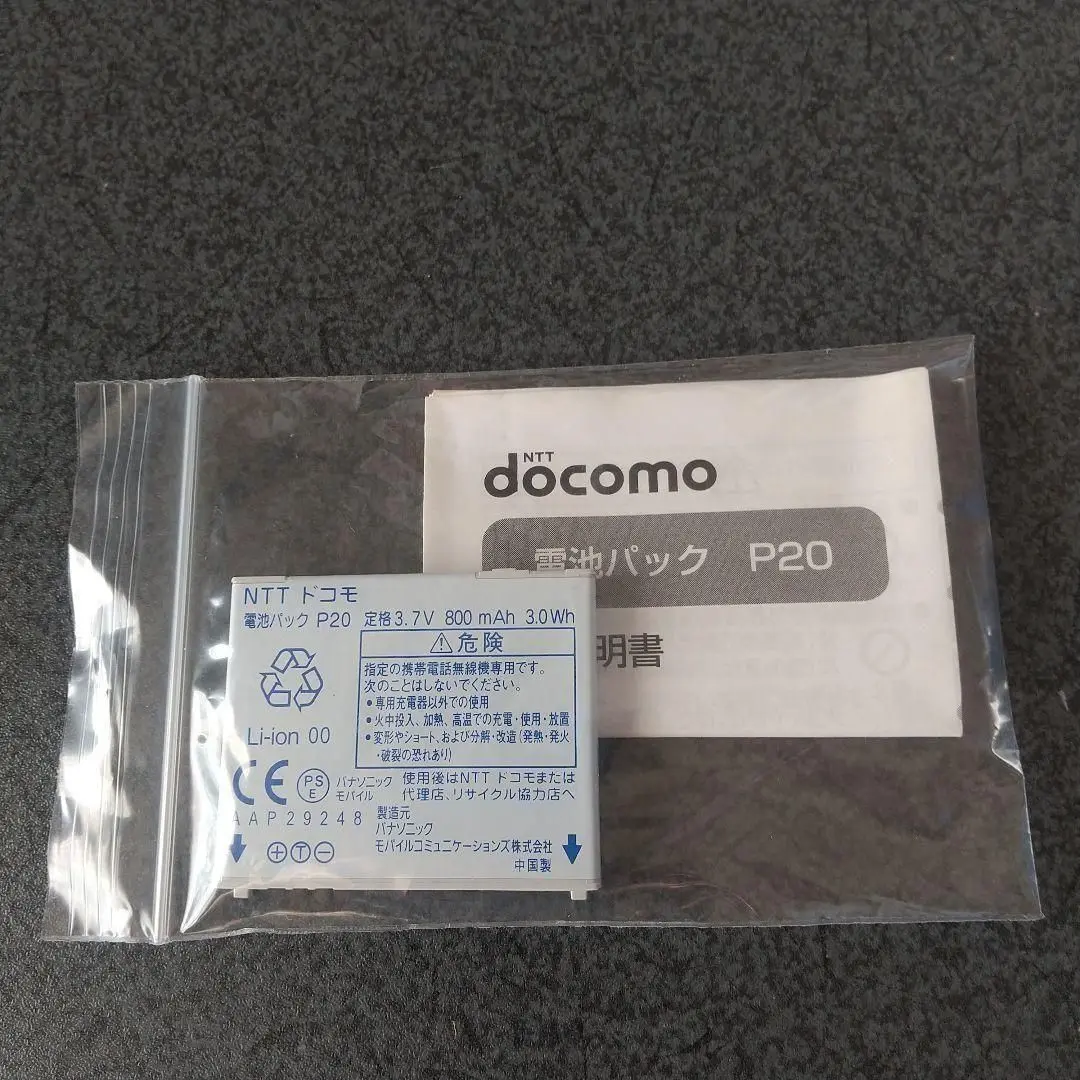 NTT
docomo
電池パック P20
明書
NTT ドコモ
電池パック P20 定格3.7V 800 mAh 3.0Wh
⚠危険
指定の携帯電話無線機専用です。
次のことはしないでください。
・専用充電器以外での使用
・火中投入、加熱、高温での充電・使用・放置
・変形やショート、および分解・改造(発熱・発火
・破裂の恐れあり)
Li-ion 00
CE
PS
E
パナソニック
モバイル
使用後はNTT ドコモまたは
代理店、リサイクル協力店へ
AAP29248
製造元
パナソニック
モバイルコミュニケーションズ株式会社
中国製
+T-